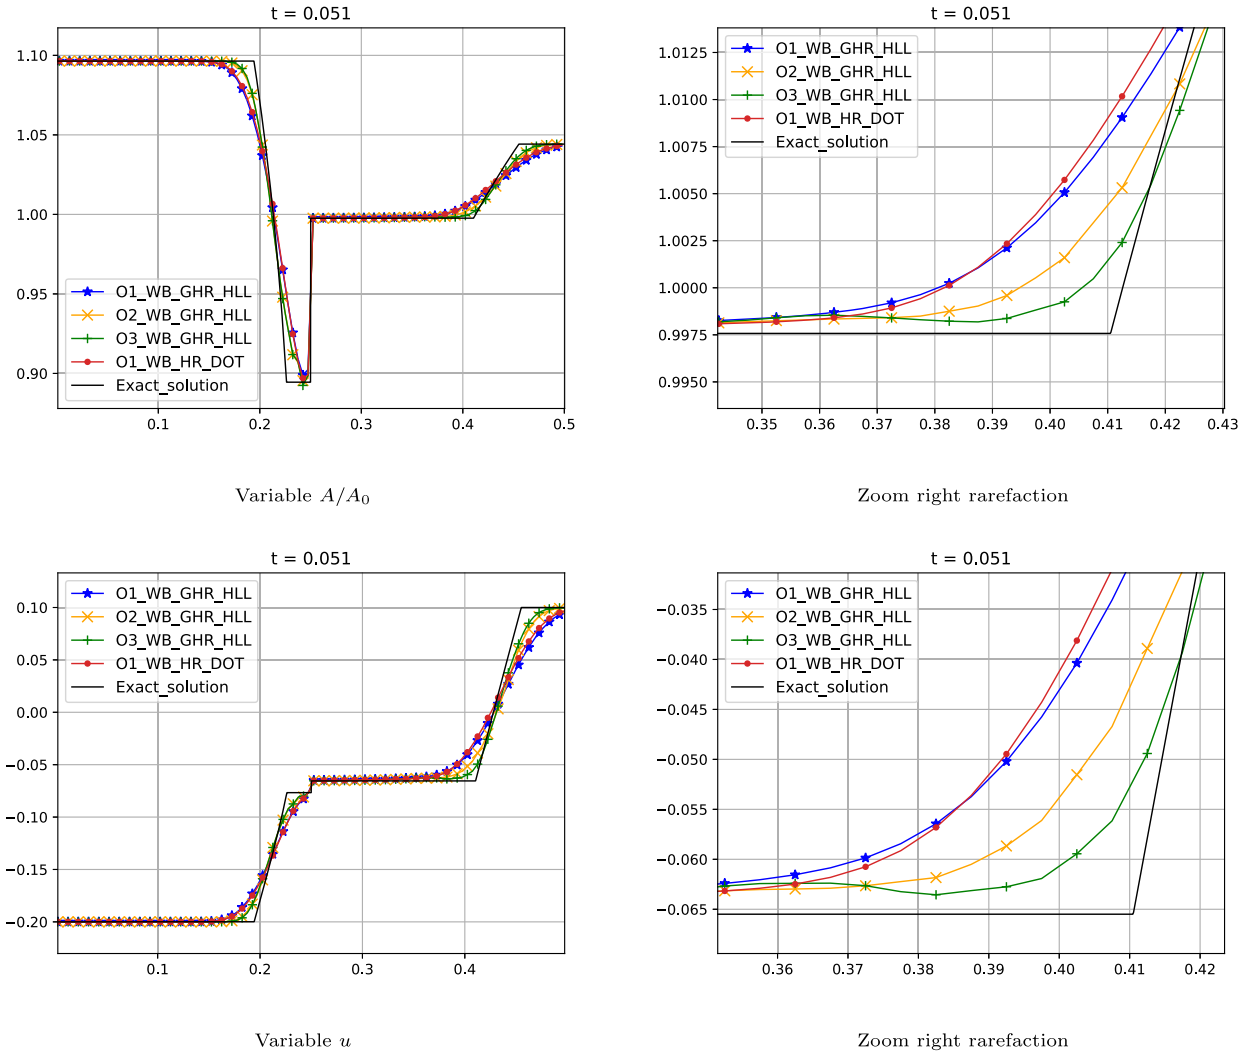 t = 0.051
1.10
1.05
1.00
0.95
0.90
O1_WB_GHR_HLL
O2_WB_GHR_HLL
O3_WB_GHR_HLL
O1_WB_HR_DOT
Exact_solution
0.1 0.2 0.3 0.4 0.5
Variable A/A₀
t = 0.051
1.0125
1.0100
1.0075
1.0050
1.0025
1.0000
0.9975
0.9950
O1_WB_GHR_HLL
O2_WB_GHR_HLL
O3_WB_GHR_HLL
O1_WB_HR_DOT
Exact_solution
0.35 0.36 0.37 0.38 0.39 0.40 0.41 0.42 0.43
Zoom right rarefaction
t = 0.051
0.10
0.05
0.00
−0.05
−0.10
−0.15
−0.20
O1_WB_GHR_HLL
O2_WB_GHR_HLL
O3_WB_GHR_HLL
O1_WB_HR_DOT
Exact_solution
0.1 0.2 0.3 0.4
Variable u
t = 0.051
−0.035
−0.040
−0.045
−0.050
−0.055
−0.060
−0.065
O1_WB_GHR_HLL
O2_WB_GHR_HLL
O3_WB_GHR_HLL
O1_WB_HR_DOT
Exact_solution
0.36 0.37 0.38 0.39 0.40 0.41 0.42
Zoom right rarefaction